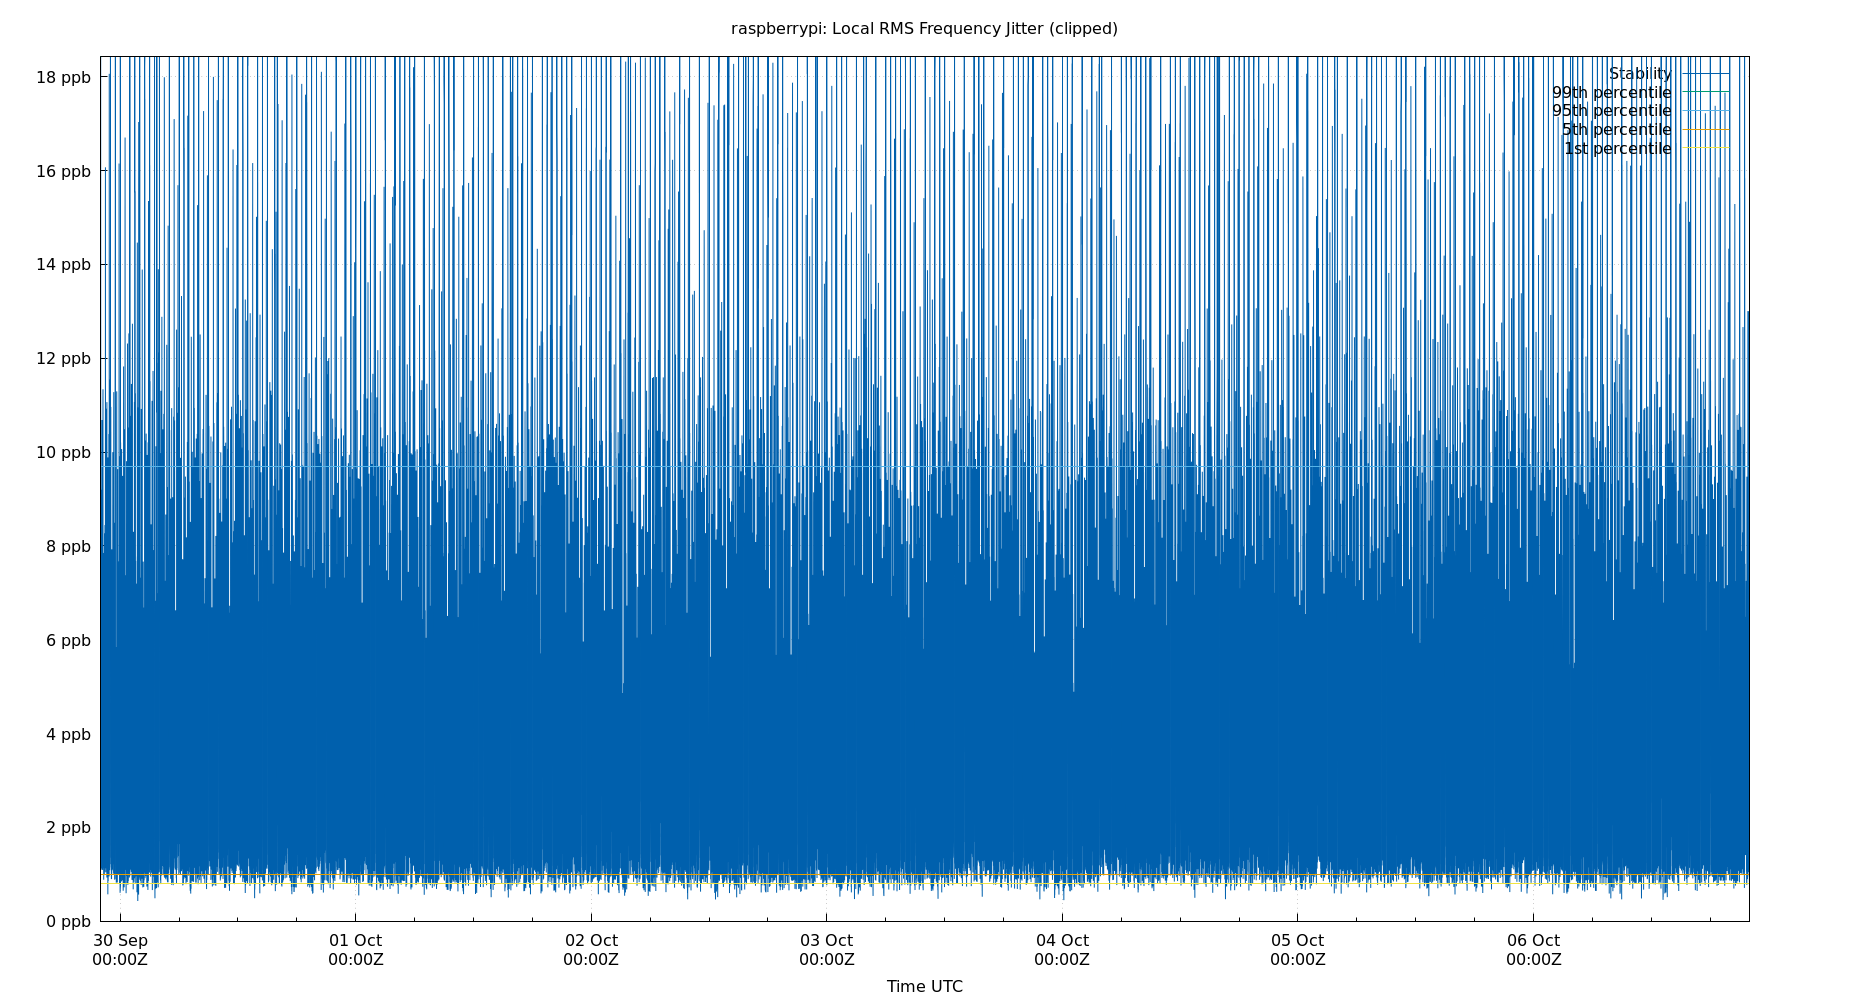 raspberrypi: Local RMS Frequency Jitter (clipped)
18 ppb
16 ppb
14 ppb
12 ppb
10 ppb
8 ppb
6 ppb
4 ppb
2 ppb
0 ppb
Stability
99th percentile
95th percentile
5th percentile
1st percentile
30 Sep 01 Oct 02 Oct 03 Oct 04 Oct 05 Oct 06 Oct
00:00Z 00:00Z 00:00Z 00:00Z 00:00Z 00:00Z 00:00Z
Time UTC